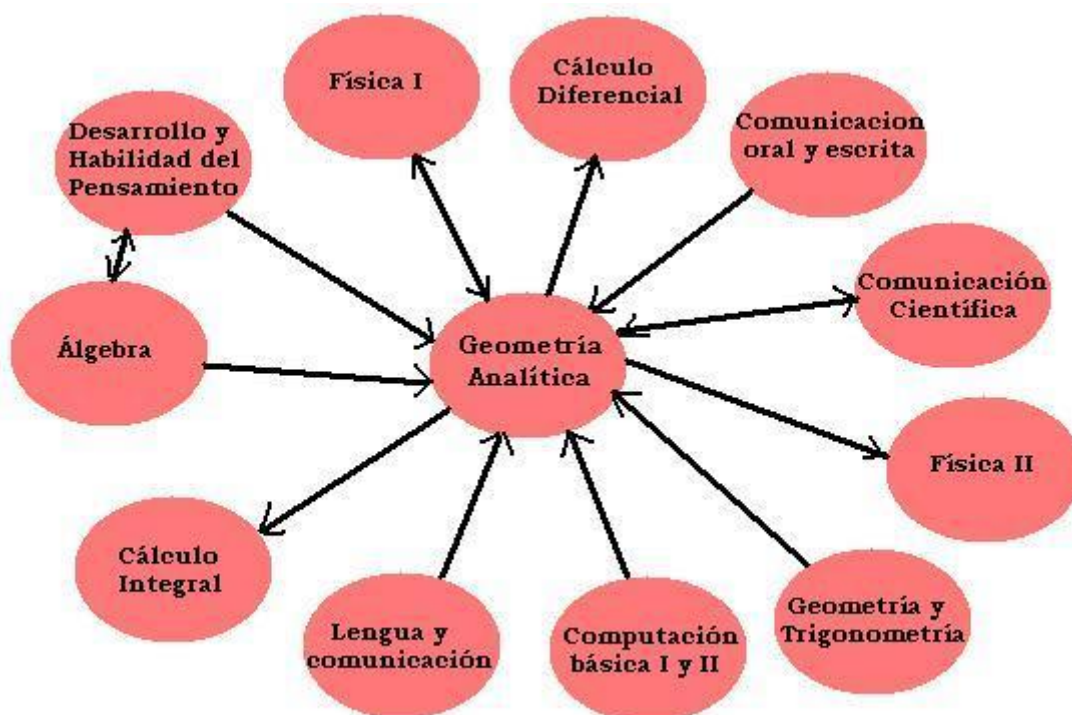 Física I
Cálculo
Diferencial
Comunicacion
oral y escrita
Desarrollo y
Habilidad del
Pensamiento
Comunicación
Científica
Álgebra
Geometría
Analítica
Física II
Cálculo
Integral
Lengua y
comunicación
Computación
básica I y II
Geometría y
Trigonometría